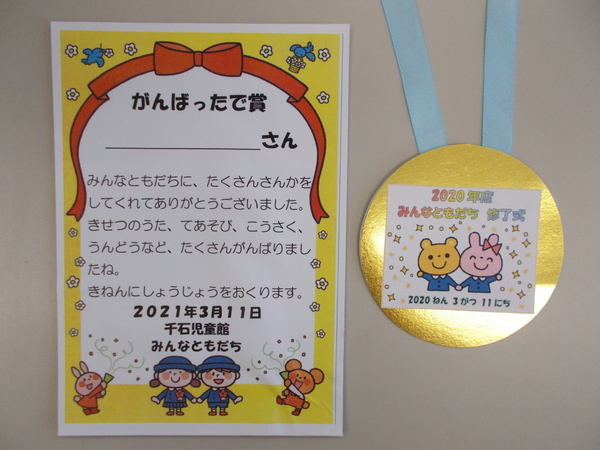 がんばったで賞
さん
みんなともだちに、たくさんさんかを
してくれてありがとうございました。
きせつのうた、てあそび、こうさく、
うんどうなど、たくさんがんばりまし
たね。
きねんにしょうじょうをおくります。
2021年3月11日
千石児童館
みんなともだち
2020年度
みんなともだち 修了式
2020ねん 3がつ 11にち